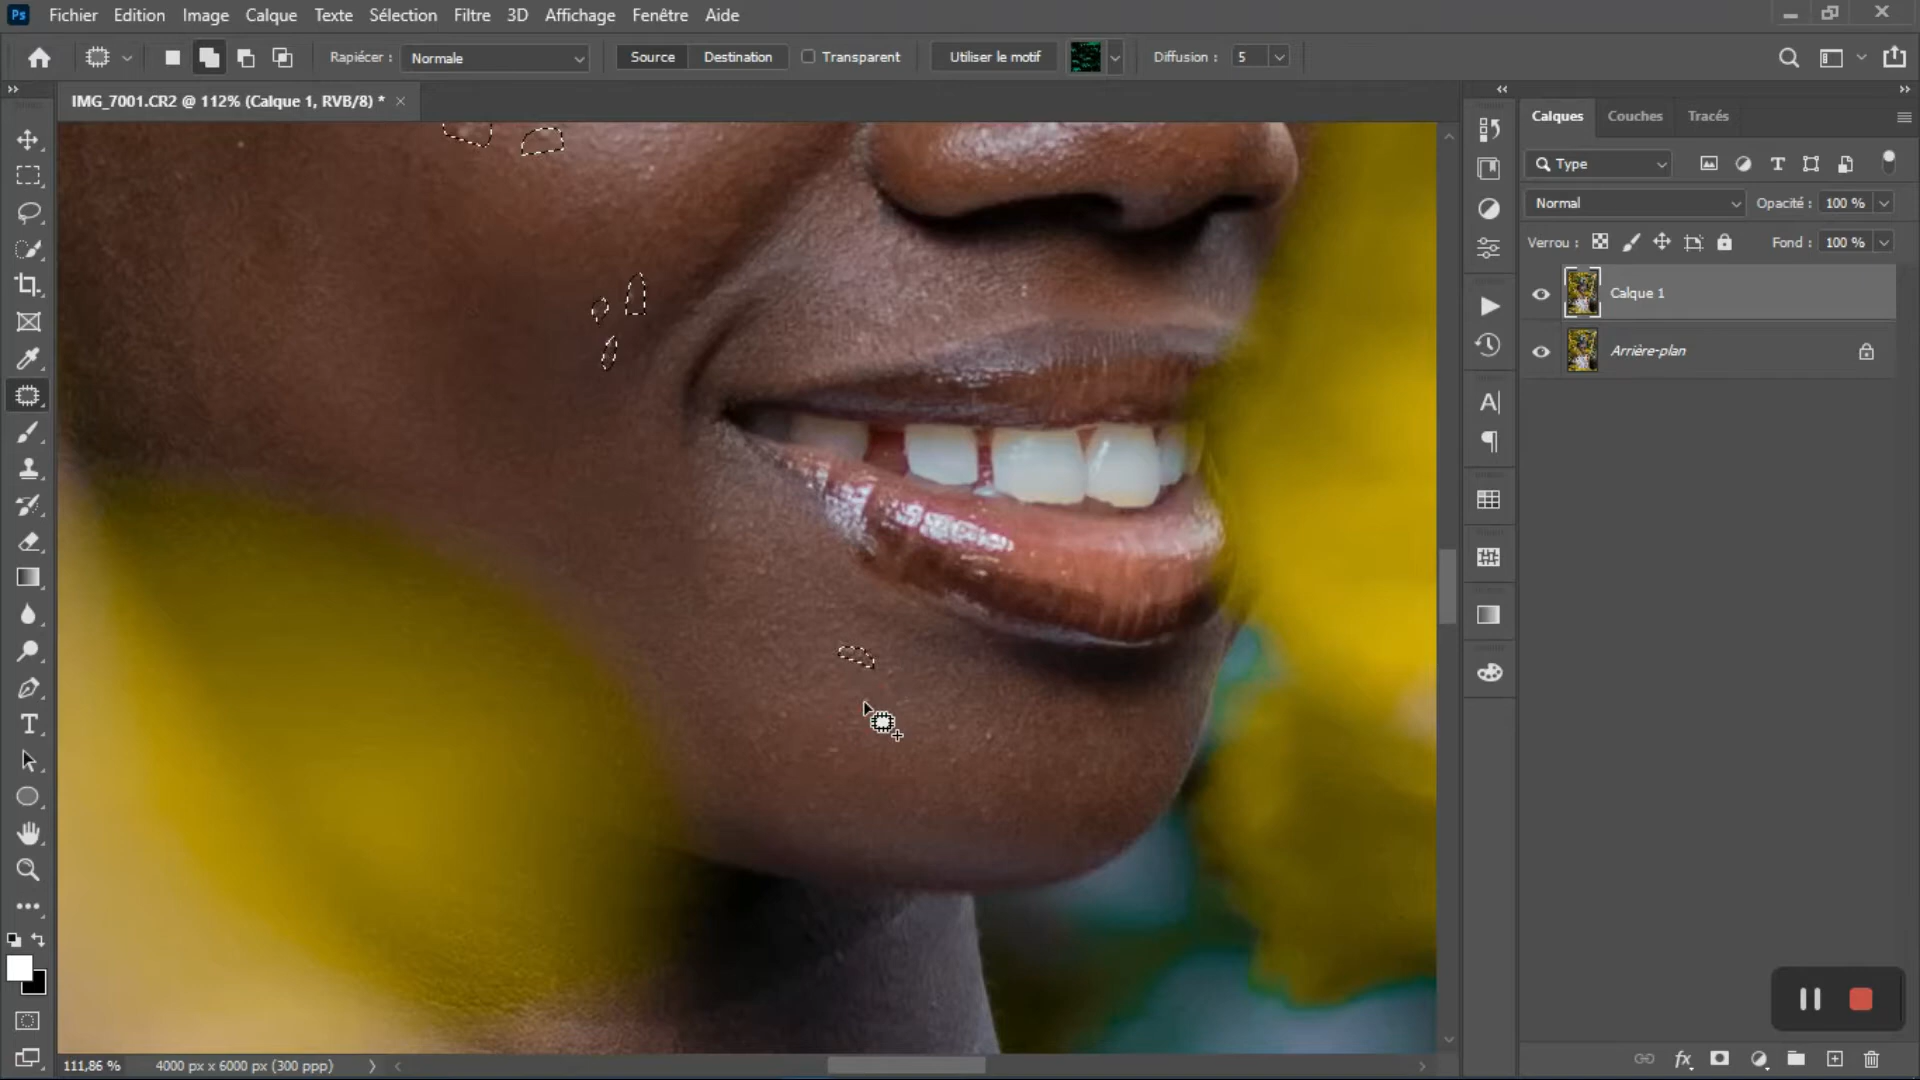 Ps Fichier Edition Image Calque Texte Sélection Filtre 3D Affichage Fenêtre Aide
Rapiécer : Normale Source Destination Transparent Utiliser le motif Diffusion : 5
IMG_7001.CR2 @ 112% (Calque 1, RVB/8) *
Calques Couches Tracés
Type
Normal Opacité : 100 %
Verrou : Fond : 100 %
Calque 1
Arrière-plan
111,86 % 4000 px x 6000 px (300 ppp)